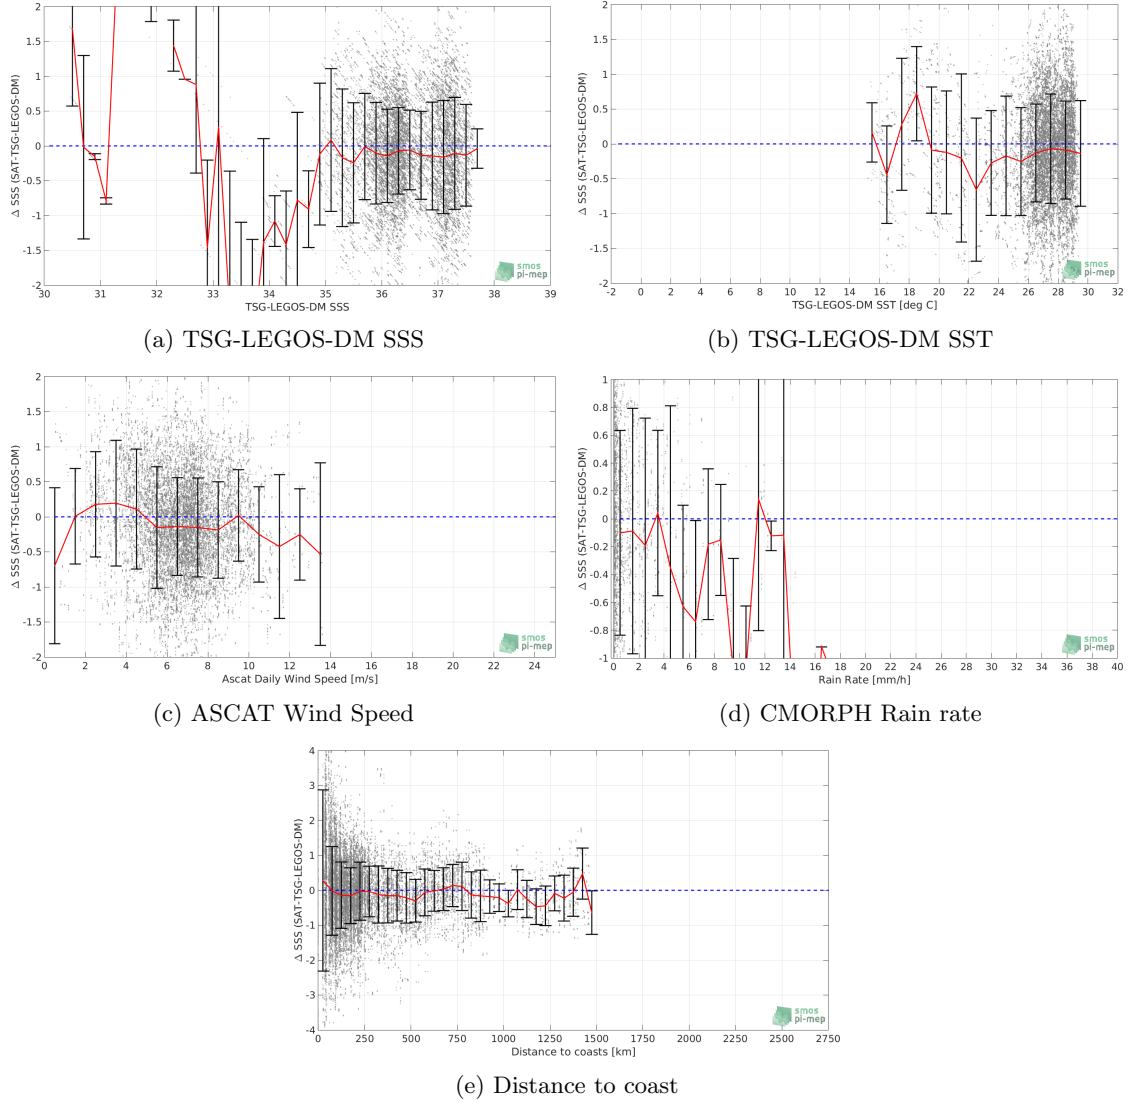 Δ SSS (SAT-TSG-LEGOS-DM)
2
1.5
1
0.5
0
-0.5
-1
-1.5
-2
30 31 32 33 34 35 36 37 38 39
TSG-LEGOS-DM SSS
smos
pi-mep
(a) TSG-LEGOS-DM SSS
Δ SSS (SAT-TSG-LEGOS-DM)
2
1.5
1
0.5
0
-0.5
-1
-1.5
-2
-2 0 2 4 6 8 10 12 14 16 18 20 22 24 26 28 30 32
TSG-LEGOS-DM SST [deg C]
smos
pi-mep
(b) TSG-LEGOS-DM SST
Δ SSS (SAT-TSG-LEGOS-DM)
2
1.5
1
0.5
0
-0.5
-1
-1.5
-2
0 2 4 6 8 10 12 14 16 18 20 22 24
Ascat Daily Wind Speed [m/s]
smos
pi-mep
(c) ASCAT Wind Speed
Δ SSS (SAT-TSG-LEGOS-DM)
1
0.8
0.6
0.4
0.2
0
-0.2
-0.4
-0.6
-0.8
-1
0 2 4 6 8 10 12 14 16 18 20 22 24 26 28 30 32 34 36 38 40
Rain Rate [mm/h]
smos
pi-mep
(d) CMORPH Rain rate
Δ SSS (SAT-TSG-LEGOS-DM)
4
3
2
1
0
-1
-2
-3
-4
0 250 500 750 1000 1250 1500 1750 2000 2250 2500 2750
Distance to coasts [km]
smos
pi-mep
(e) Distance to coast